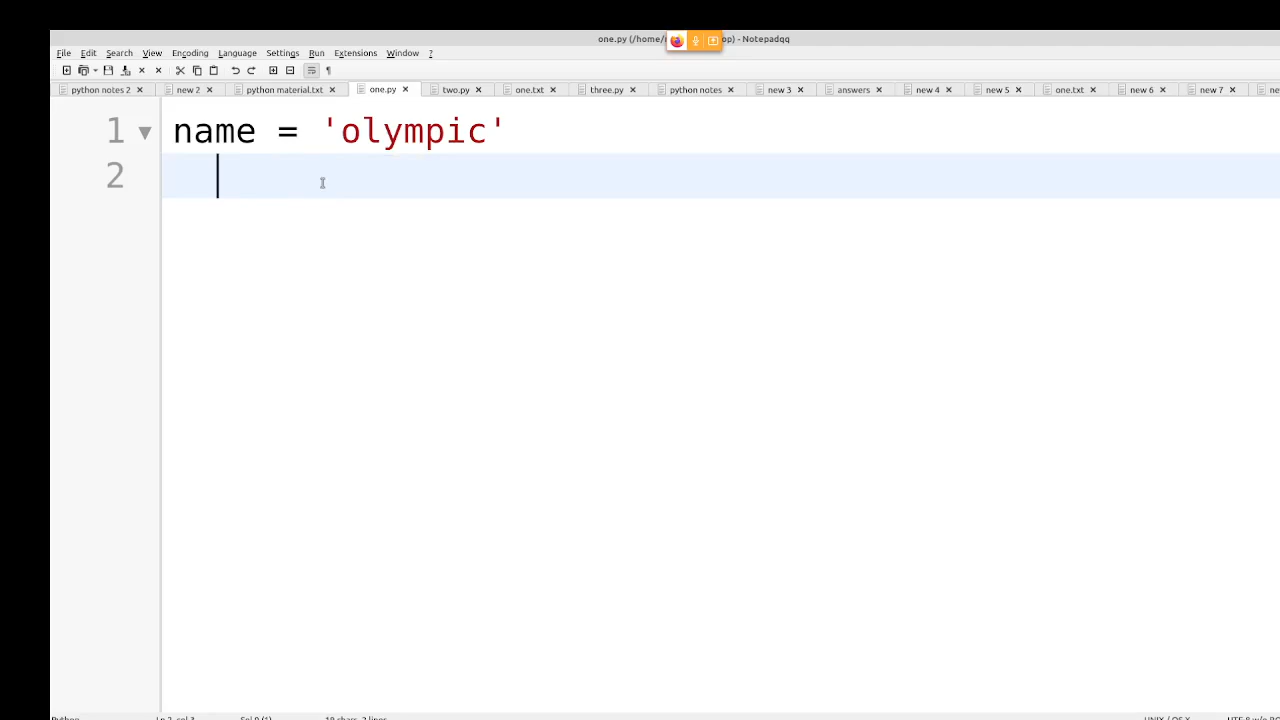 one.py (/home/ op) - Notepadqq
File Edit Search View Encoding Language Settings Run Extensions Window ?
python notes 2 new 2 python material.txt one.py two.py one.txt three.py python notes new 3 answers new 4 new 5 one.txt new 6 new 7
1 name = 'olympic'
2